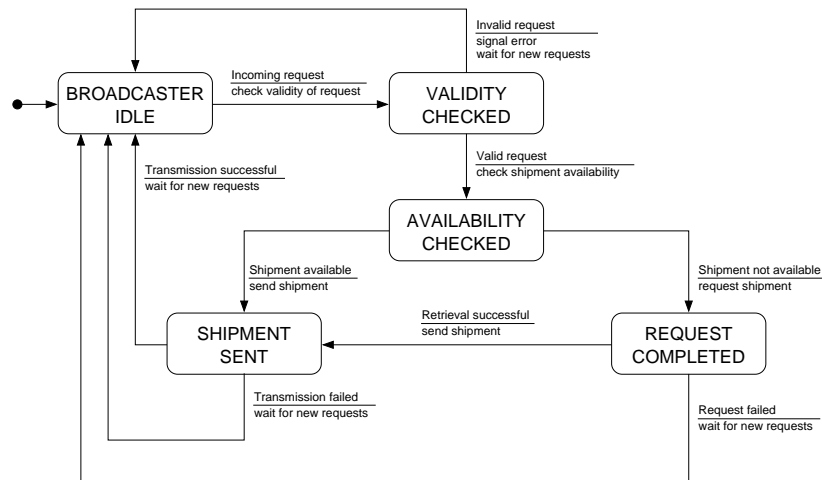 Invalid request
signal error
wait for new requests
Incoming request
check validity of request
BROADCASTER
IDLE
VALIDITY
CHECKED
Transmission successful
wait for new requests
Valid request
check shipment availability
AVAILABILITY
CHECKED
Shipment available
send shipment
Shipment not available
request shipment
Retrieval successful
send shipment
SHIPMENT
SENT
REQUEST
COMPLETED
Transmission failed
wait for new requests
Request failed
wait for new requests